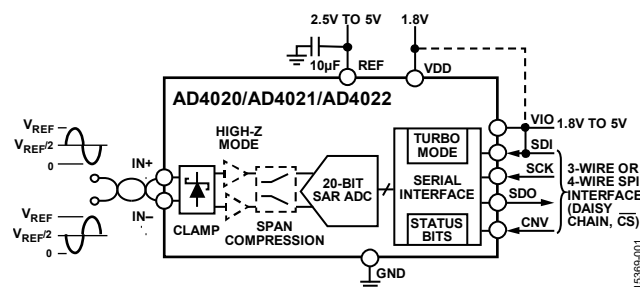 2.5V TO 5V
1.8V
10µF
REF
VDD
AD4020/AD4021/AD4022
HIGH-Z
MODE
VREF
VREF/2
0
IN+
IN–
VREF
VREF/2
0
CLAMP
SPAN
COMPRESSION
20-BIT
SAR ADC
TURBO
MODE
SERIAL
INTERFACE
STATUS
BITS
VIO
1.8V TO 5V
SDI
SCK
SDO
CNV
3-WIRE OR
4-WIRE SPI
INTERFACE
(DAISY
CHAIN, CS)
GND
15369-001